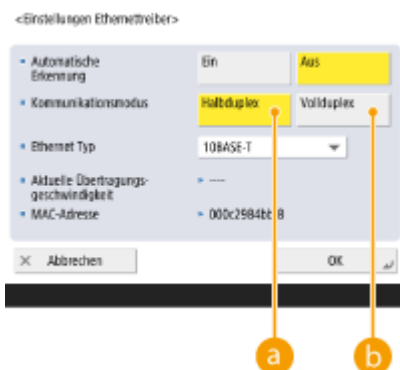 <Einstellungen Ethernettreiber>
Automatische
Erkennung
Ein
Aus
Kommunikationsmodus
Halbduplex
Vollduplex
Ethernet Typ
10BASE-T
Aktuelle Übertragungs-
geschwindigkeit
----
MAC-Adresse
× Abbrechen
OK
a
b